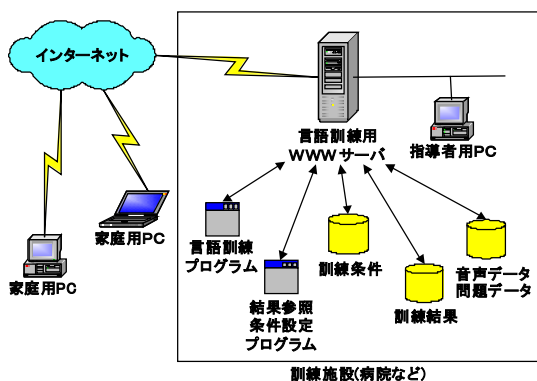 インターネット
言語訓練用
WWWサーバ
指導者用PC
家庭用PC
家庭用PC
言語訓練
プログラム
結果参照
条件設定
プログラム
訓練条件
訓練結果
音声データ
問題データ
訓練施設(病院など)